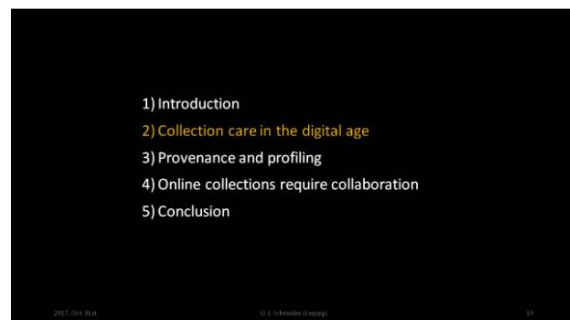 1) Introduction
2) Collection care in the digital age
3) Provenance and profiling
4) Online collections require collaboration
5) Conclusion
2017, Oct. 31st
U. J. Schneider (Leipzig)
10